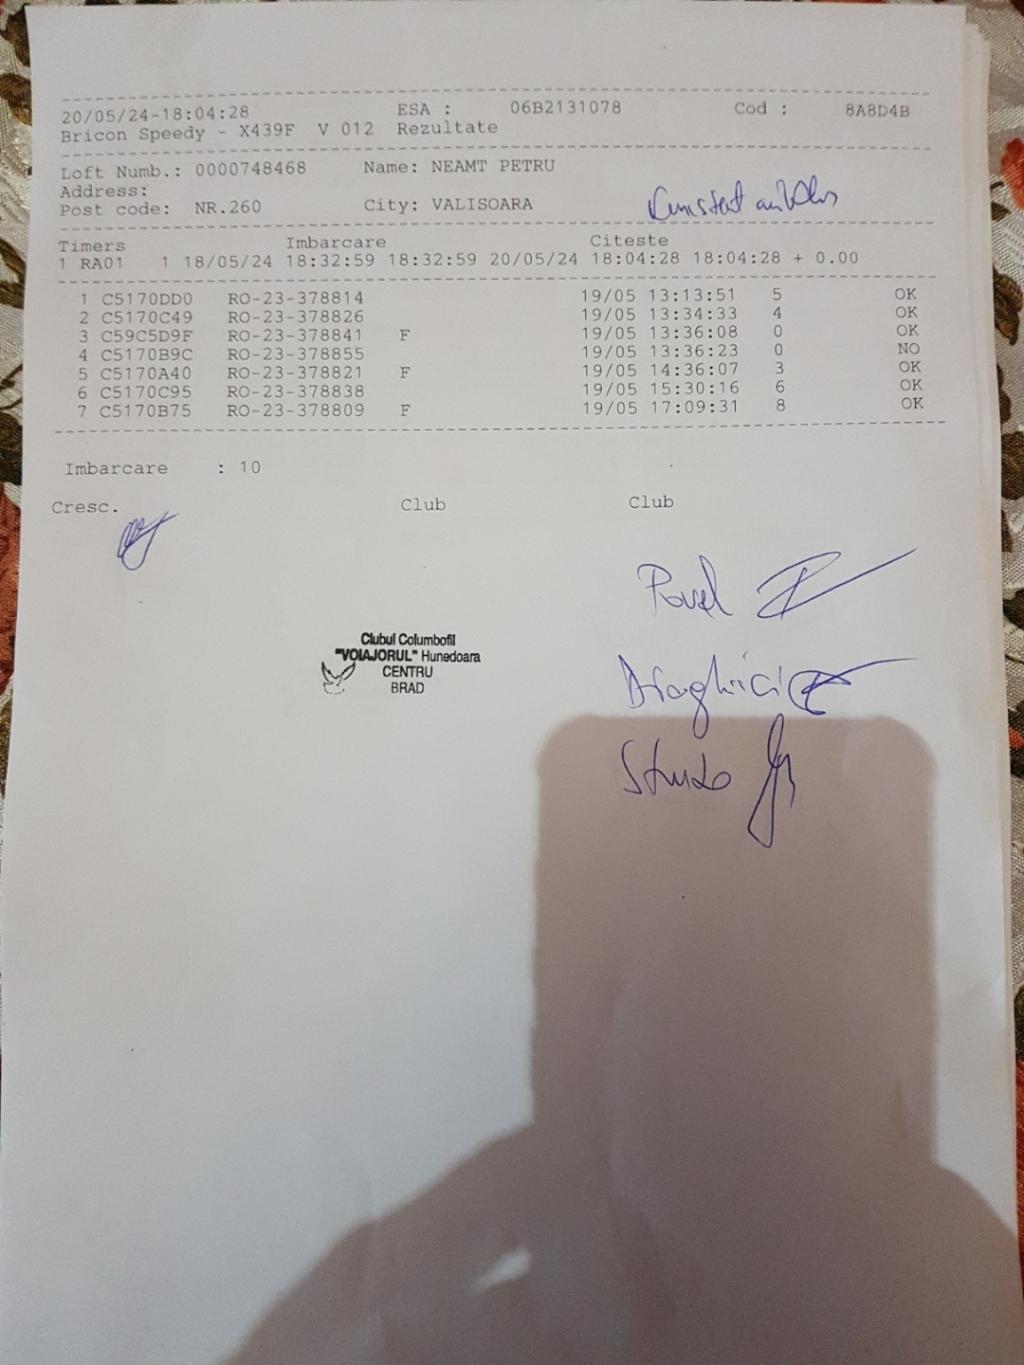 20/05/24-18:04:28 ESA : 06B2131078 Cod : 8A8D4B
Bricon Speedy - X439F V 012 Rezultate
Loft Numb.: 0000748468 Name: NEAMT PETRU
Address:
Post code: NR.260 City: VALISOARA
Timers Imbarcare Citeste
1 RA01 1 18/05/24 18:32:59 18:32:59 20/05/24 18:04:28 18:04:28 + 0.00
1 C5170DD0 RO-23-378814 19/05 13:13:51 5 OK
2 C5170C49 RO-23-378826 19/05 13:34:33 4 OK
3 C59C5D9F RO-23-378841 F 19/05 13:36:08 0 OK
4 C5170B9C RO-23-378855 19/05 13:36:23 0 NO
5 C5170A40 RO-23-378821 F 19/05 14:36:07 3 OK
6 C5170C95 RO-23-378838 19/05 15:30:16 6 OK
7 C5170B75 RO-23-378809 F 19/05 17:09:31 8 OK
Imbarcare : 10
Cresc. Club Club
Clubul Columbofil
"VOIAJORUL" Hunedoara
CENTRU
BRAD
Draghici